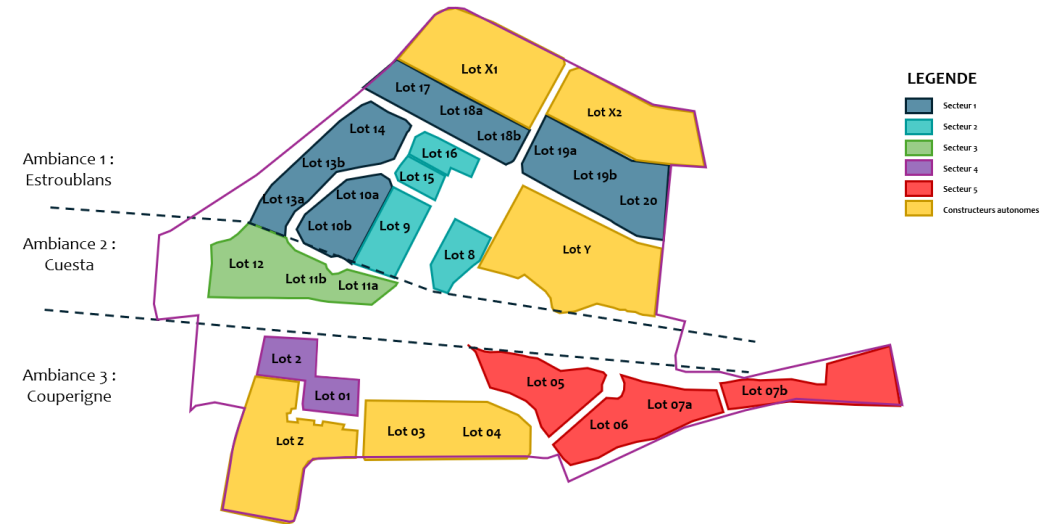 Lot X1
Lot 17
Lot 18a
Lot 18b
Lot X2
Lot 14
Lot 13b
Lot 13a
Lot 16
Lot 15
Lot 10a
Lot 10b
Lot 9
Lot 19a
Lot 19b
Lot 20
Lot 8
Lot Y
Lot 12
Lot 11b
Lot 11a
Ambiance 1 :
Estroublans
Ambiance 2 :
Cuesta
Ambiance 3 :
Couperigne
Lot 2
Lot 01
Lot Z
Lot 03
Lot 04
Lot 05
Lot 06
Lot 07a
Lot 07b
LEGENDE
Secteur 1
Secteur 2
Secteur 3
Secteur 4
Secteur 5
Constructeurs autonomes